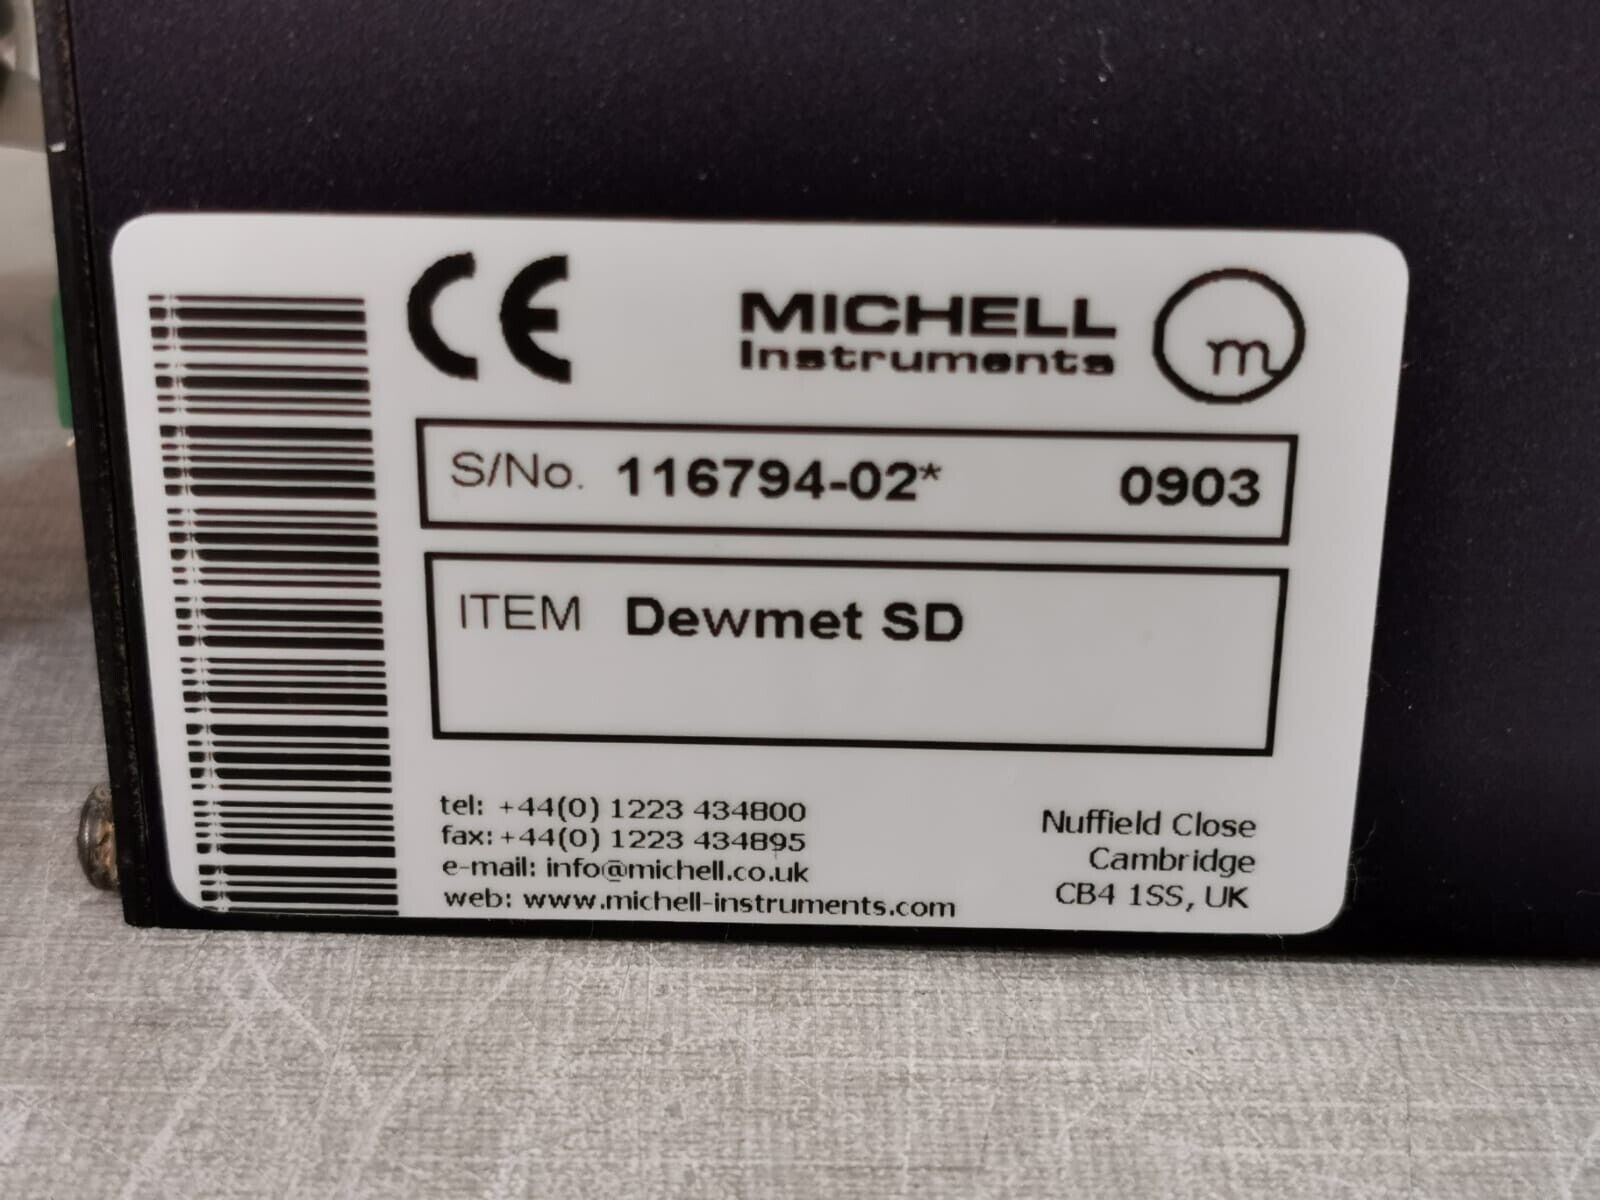 CE
MICHELL
Instruments
m
S/No. 116794-02* 0903
ITEM Dewmet SD
tel: +44(0) 1223 434800
fax: +44(0) 1223 434895
e-mail: info@michell.co.uk
web: www.michell-instruments.com
Nuffield Close
Cambridge
CB4 1SS, UK